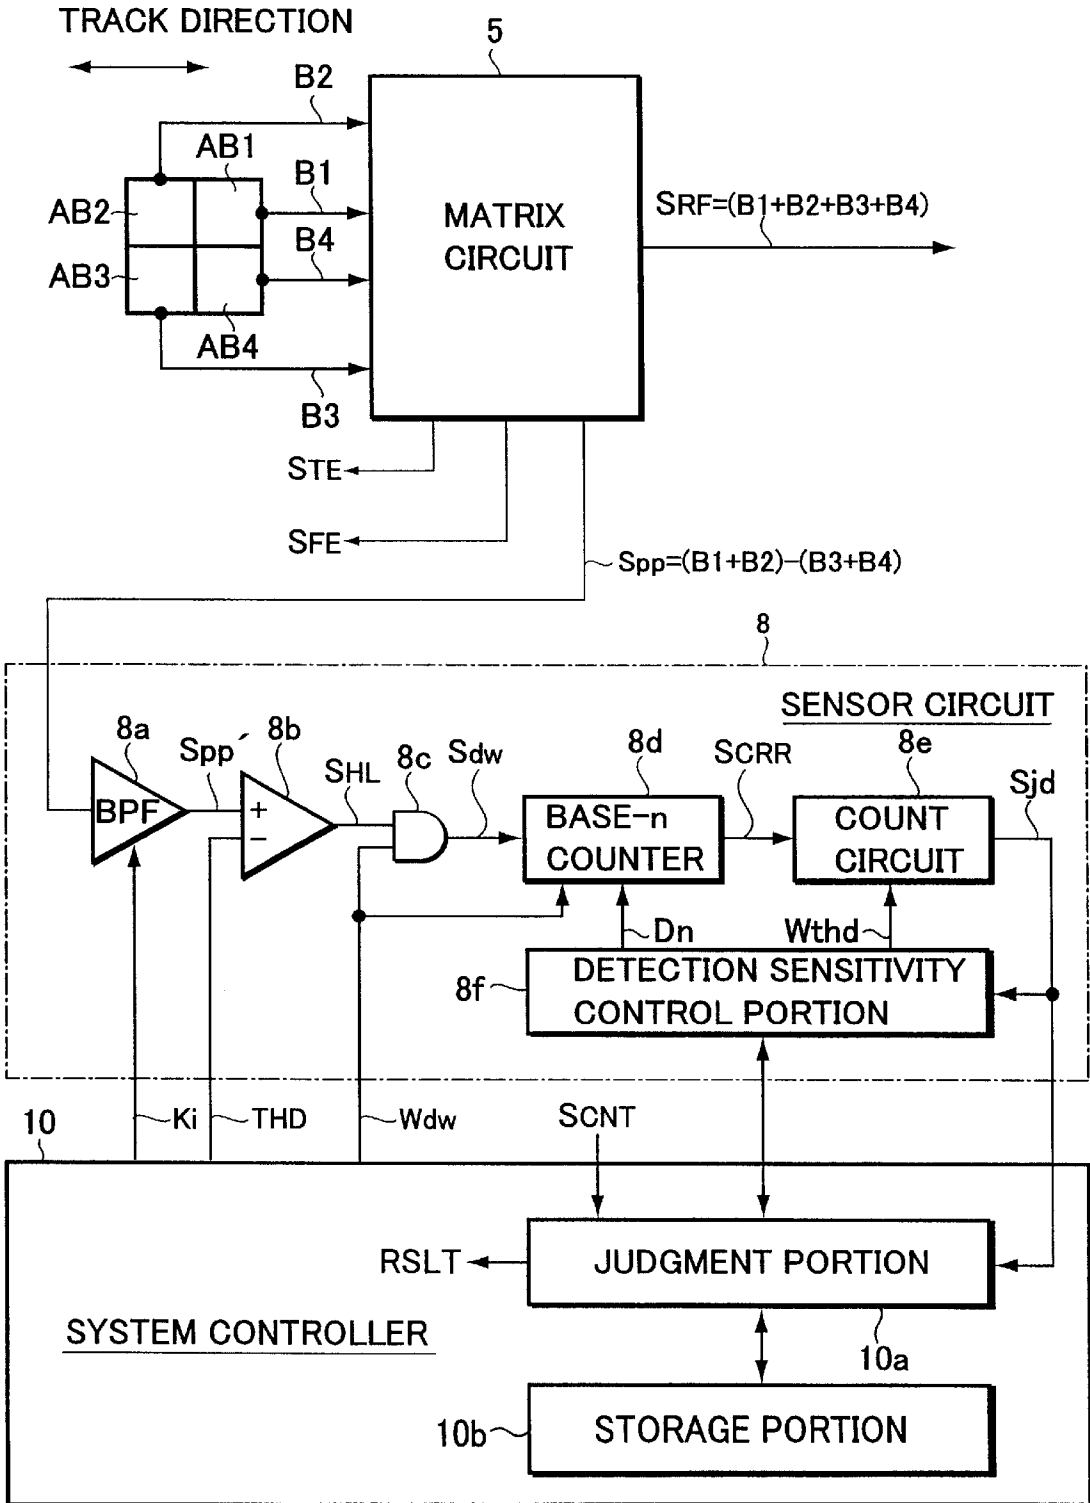 TRACK DIRECTION
5
B2
AB1
B1
AB2
MATRIX
CIRCUIT
SRF=(B1+B2+B3+B4)
B4
AB3
AB4
B3
STE
SFE
Spp=(B1+B2)-(B3+B4)
8
SENSOR CIRCUIT
8a
Spp´
8b
SHL
8c
Sdw
8d
SCRR
8e
Sjd
BPF
+
−
BASE-n
COUNTER
COUNT
CIRCUIT
Dn
Wthd
8f
DETECTION SENSITIVITY
CONTROL PORTION
10
Ki
THD
Wdw
SCNT
RSLT
JUDGMENT PORTION
SYSTEM CONTROLLER
10a
10b
STORAGE PORTION